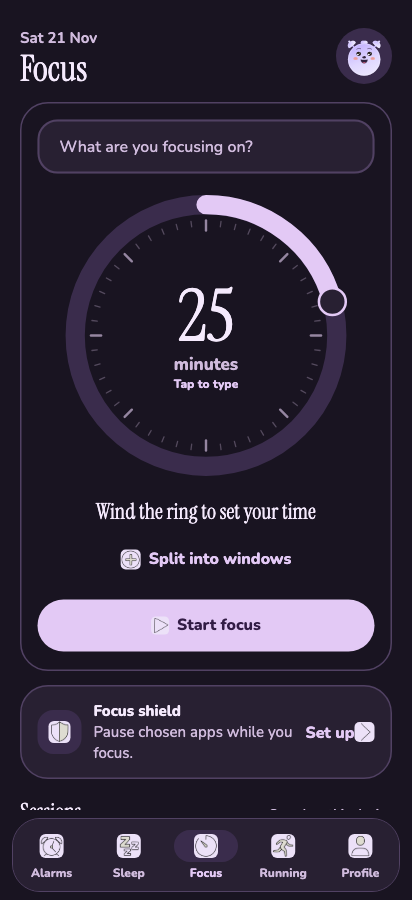 Sat 21 Nov
Focus
What are you focusing on?
25
minutes
Tap to type
Wind the ring to set your time
Split into windows
Start focus
Focus shield
Pause chosen apps while you
focus.
Set up
Sessions
Alarms
Sleep
Focus
Running
Profile